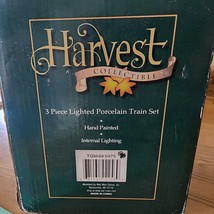 Harvest
COLLECTIBLE
3 Piece Lighted Porcelain Train Set
• Hand Painted
• Internal Lighting